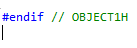 #endif // OBJECT1H